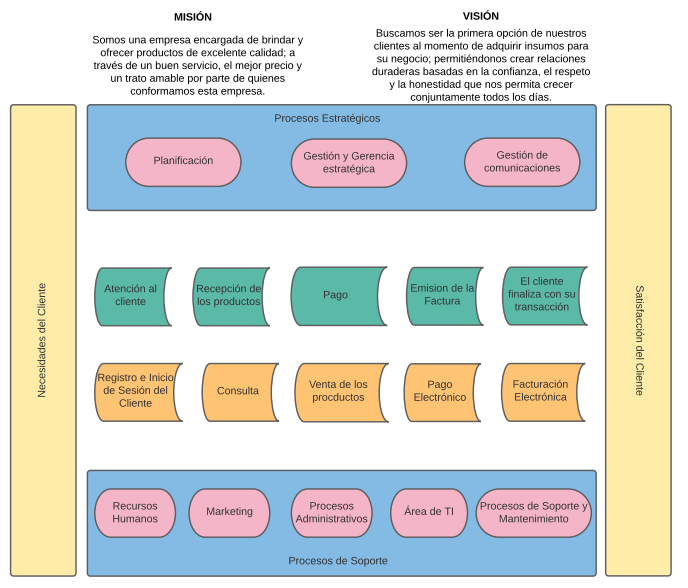 MISIÓN
Somos una empresa encargada de brindar y
ofrecer productos de excelente calidad; a
través de un buen servicio, el mejor precio y
un trato amable por parte de quienes
conformamos esta empresa.
VISIÓN
Buscamos ser la primera opción de nuestros
clientes al momento de adquirir insumos para
su negocio; permitiéndonos crear relaciones
duraderas basadas en la confianza, el respeto
y la honestidad que nos permita crecer
conjuntamente todos los días.
Necesidades del Cliente
Procesos Estratégicos
Planificación
Gestión y Gerencia
estratégica
Gestión de
comunicaciones
Atención al
cliente
Recepción de
los productos
Pago
Emision de la
Factura
El cliente
finaliza con su
transacción
Registro e Inicio
de Sesión del
Cliente
Consulta
Venta de los
procductos
Pago
Electrónico
Facturación
Electrónica
Recursos
Humanos
Marketing
Procesos
Administrativos
Área de TI
Procesos de Soporte y
Mantenimiento
Procesos de Soporte
Satisfacción del Cliente